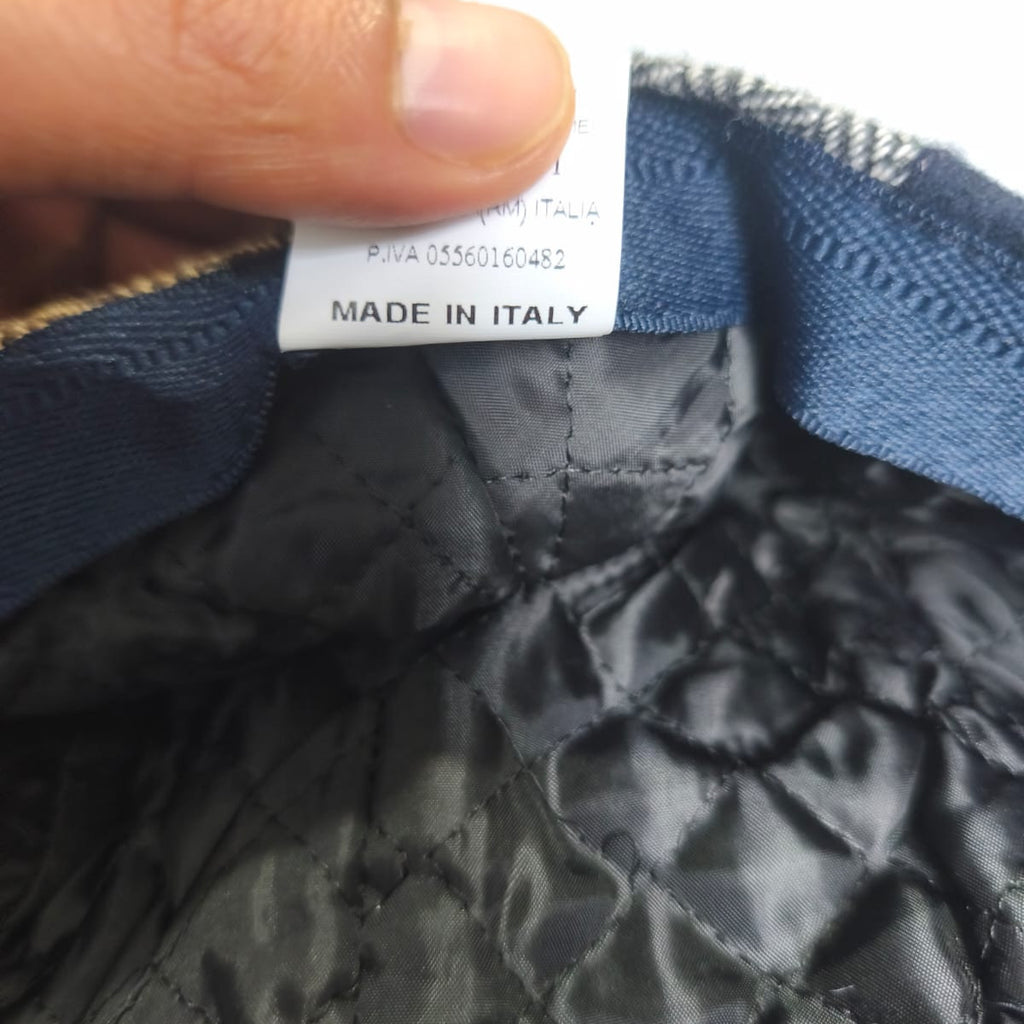 (RM) ITALIA
P.IVA 05560160482
MADE IN ITALY